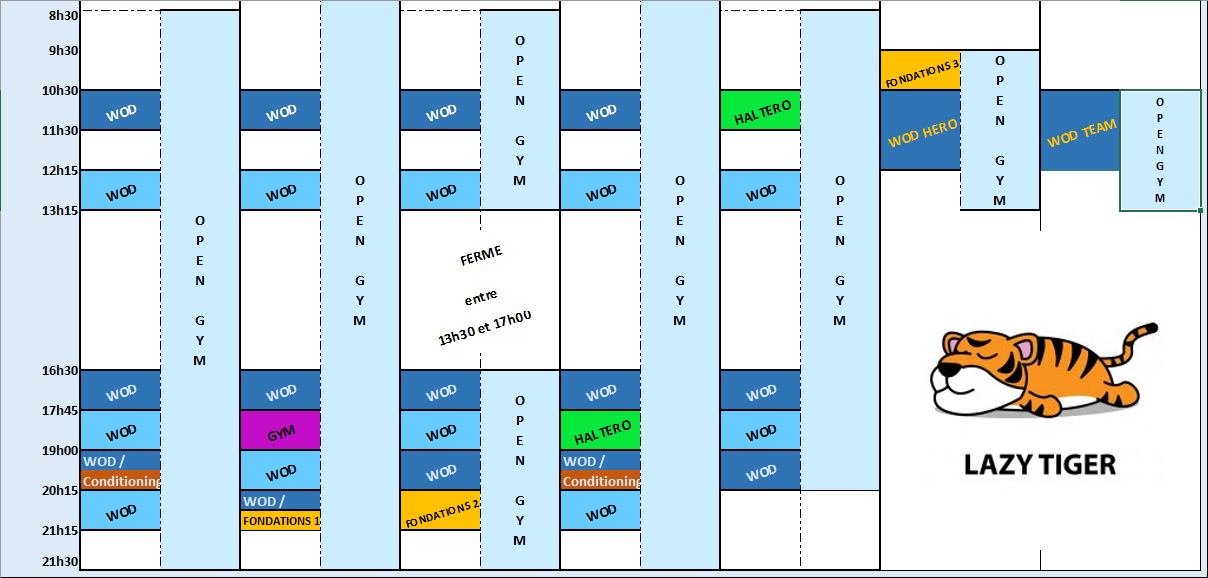 8h30
9h30
FONDATIONS 3
10h30
WOD
WOD
WOD
WOD
HALTERO
WOD HERO
WOD TEAM
11h30
12h15
WOD
WOD
WOD
WOD
WOD
13h15
OPEN GYM
OPEN GYM
OPEN GYM
OPEN GYM
OPEN GYM
OPEN GYM
OPENGYM
FERME
entre
13h30 et 17h00
16h30
WOD
WOD
WOD
WOD
WOD
17h45
WOD
GYM
WOD
HALTERO
WOD
19h00
WOD /
Conditioning
WOD
WOD
WOD /
Conditioning
WOD
20h15
WOD
WOD /
FONDATIONS 1
FONDATIONS 2
WOD
OPEN GYM
21h15
21h30
LAZY TIGER